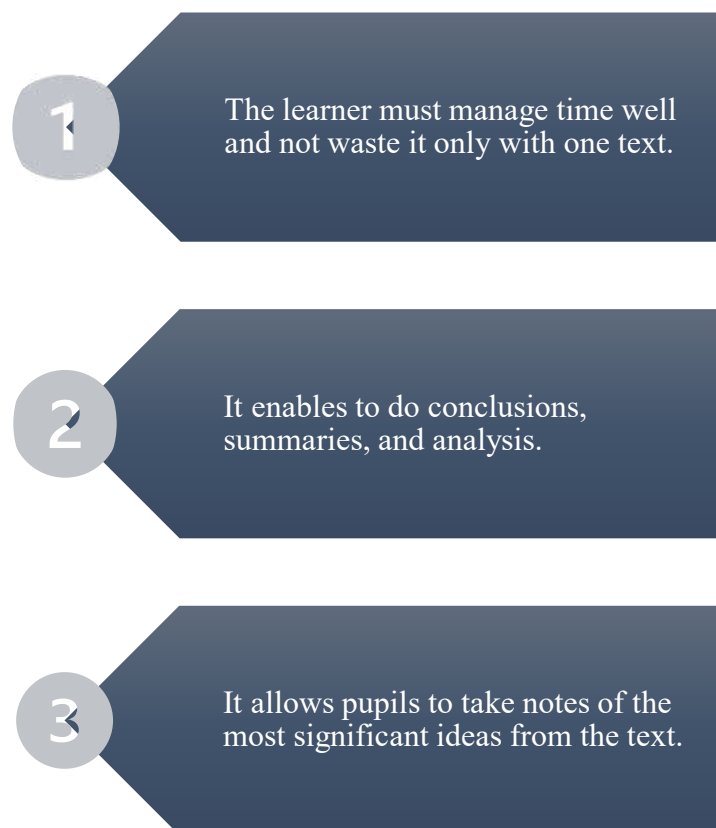 1
The learner must manage time well
and not waste it only with one text.
2
It enables to do conclusions,
summaries, and analysis.
3
It allows pupils to take notes of the
most significant ideas from the text.